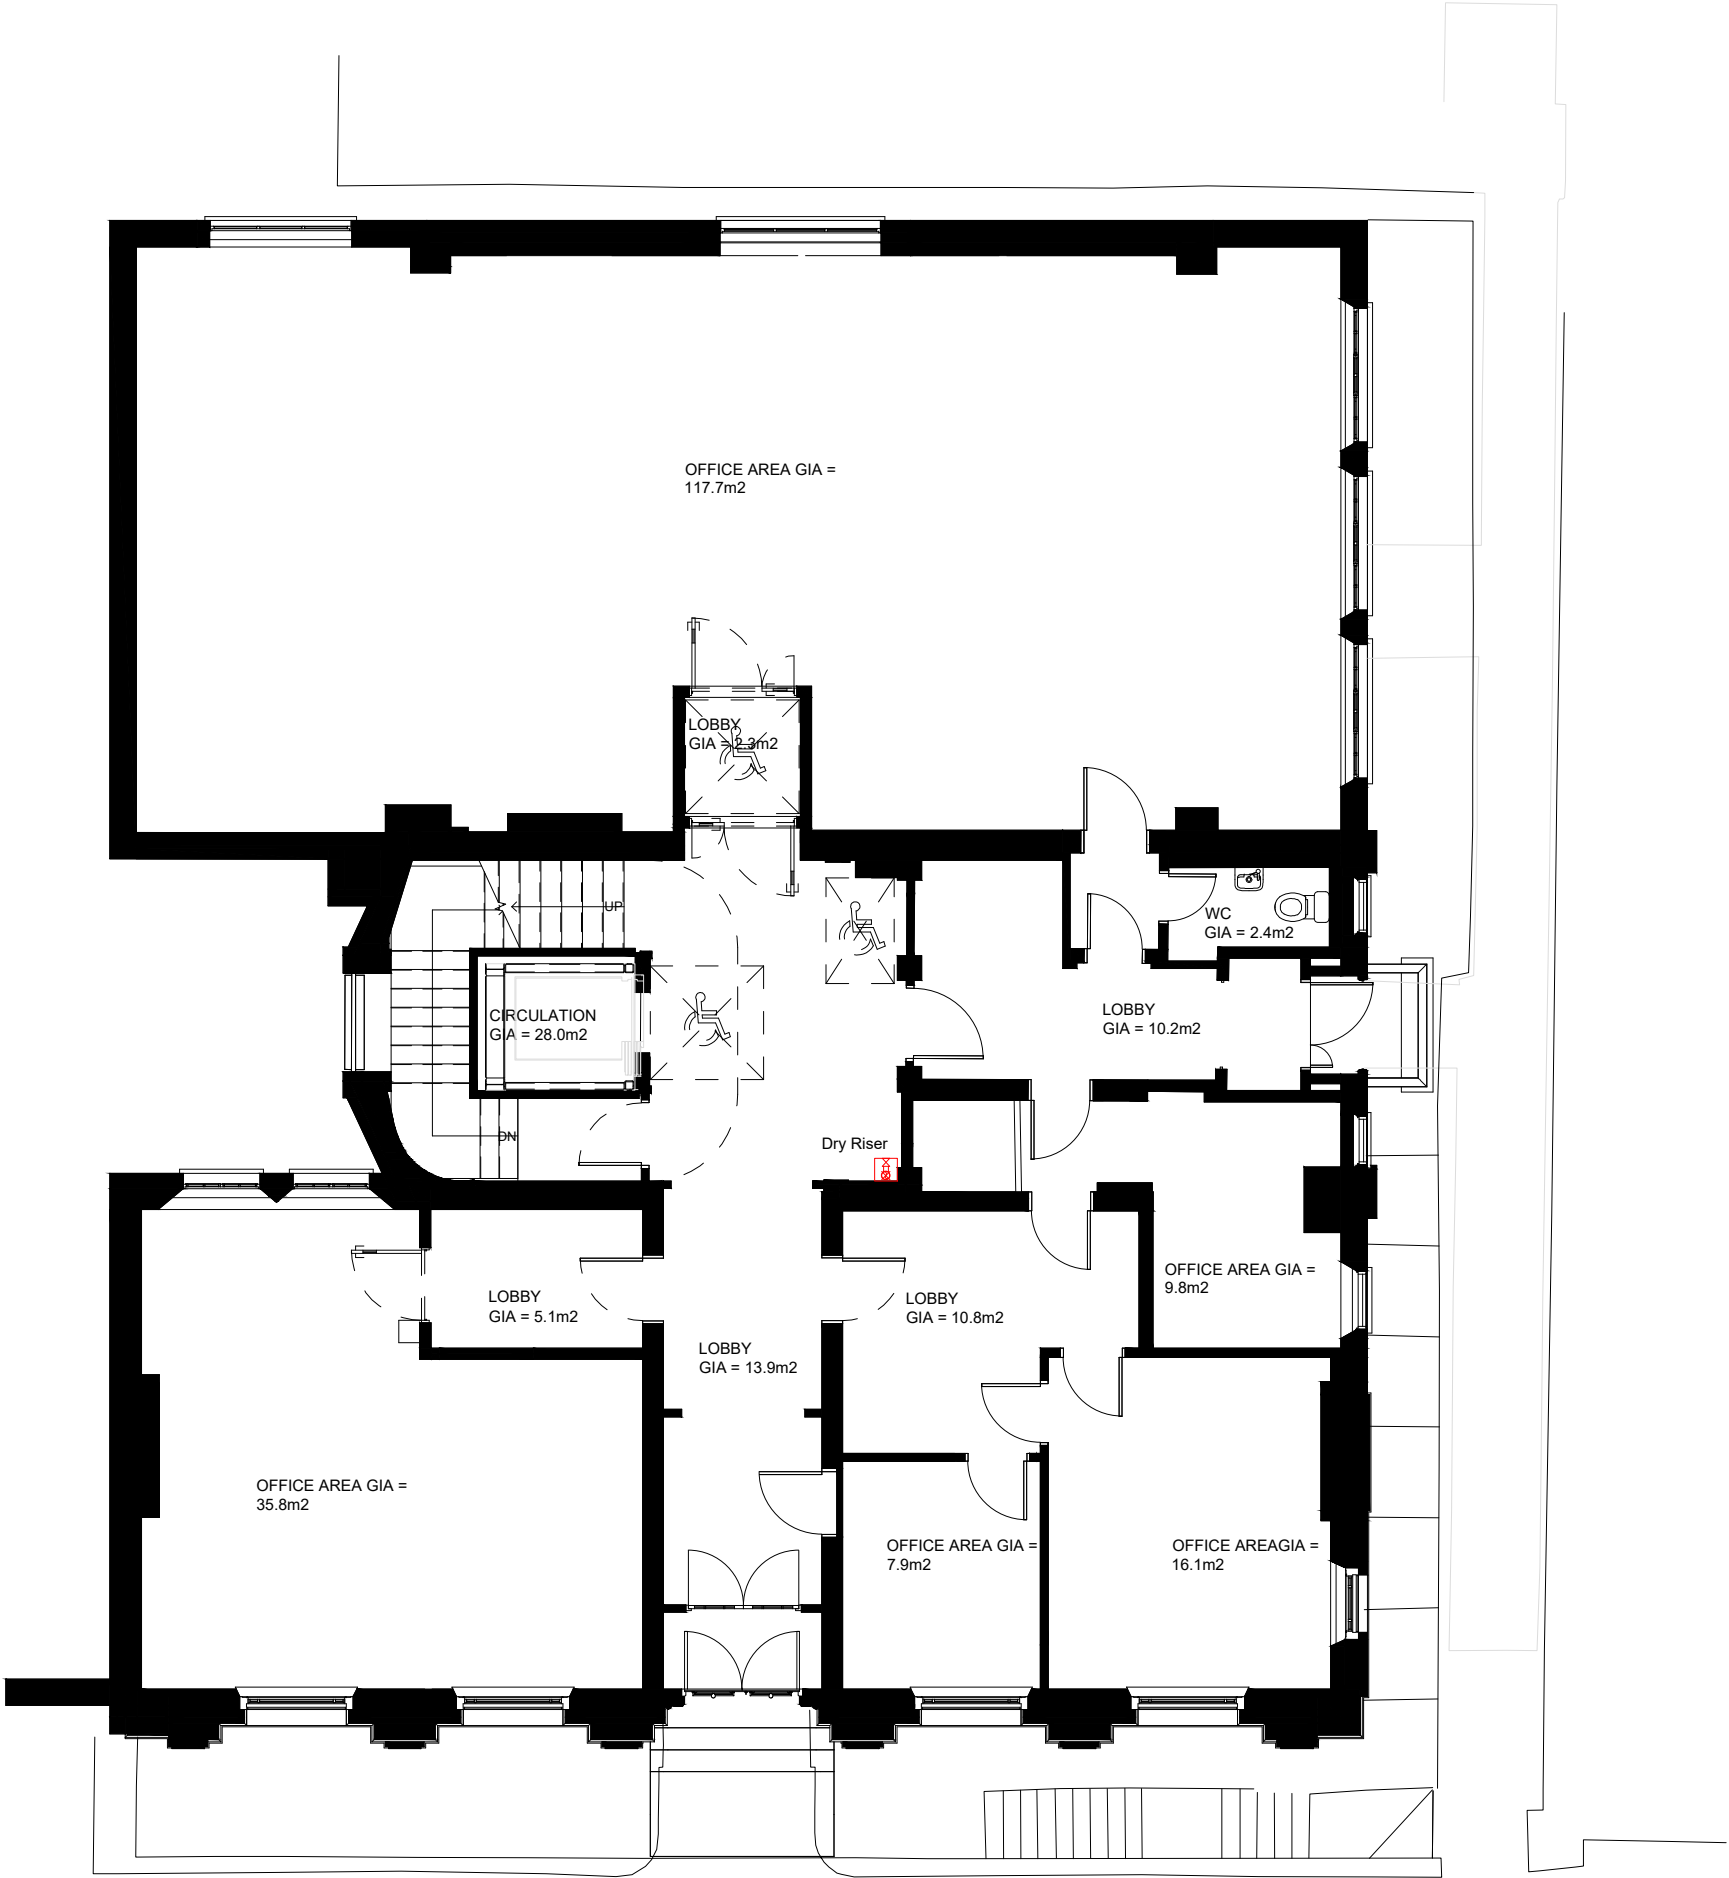 OFFICE AREA GIA =
117.7m2
LOBBY
GIA = 2.3m2
UP
WC
GIA = 2.4m2
CIRCULATION
GIA = 28.0m2
LOBBY
GIA = 10.2m2
DN
Dry Riser
OFFICE AREA GIA =
9.8m2
LOBBY
GIA = 5.1m2
LOBBY
GIA = 10.8m2
LOBBY
GIA = 13.9m2
OFFICE AREA GIA =
35.8m2
OFFICE AREA GIA =
7.9m2
OFFICE AREAGIA =
16.1m2